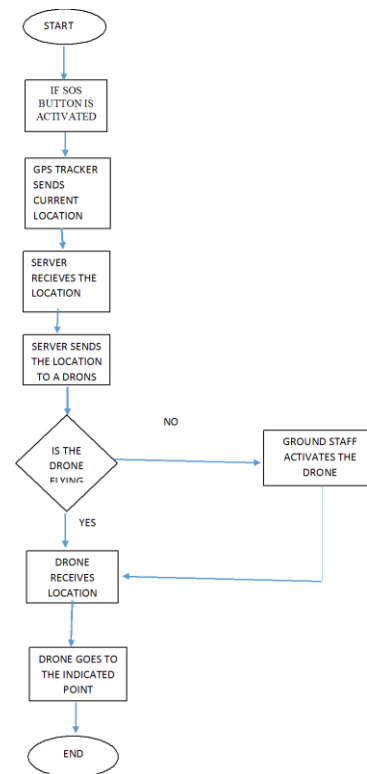 START
IF SOS
BUTTON IS
ACTIVATED
GPS TRACKER
SENDS
CURRENT
LOCATION
SERVER
RECIEVES THE
LOCATION
SERVER SENDS
THE LOCATION
TO A DRONS
IS THE
DRONE
FLYING
NO
GROUND STAFF
ACTIVATES THE
DRONE
YES
DRONE
RECEIVES
LOCATION
DRONE GOES TO
THE INDICATED
POINT
END